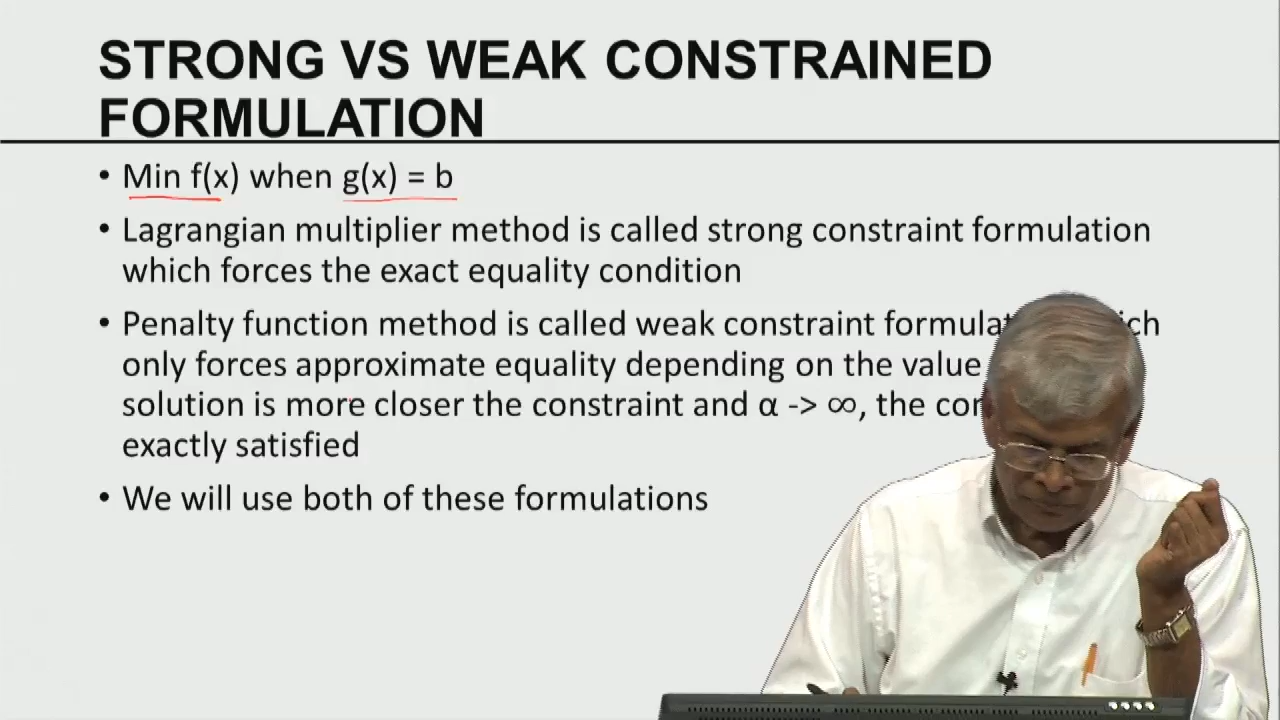 STRONG VS WEAK CONSTRAINED
FORMULATION
• Min f(x) when g(x) = b
• Lagrangian multiplier method is called strong constraint formulation
which forces the exact equality condition
• Penalty function method is called weak constraint
only forces approximate equality depending on the value
solution is more closer the constraint and α -> ∞, the
exactly satisfied
• We will use both of these formulations